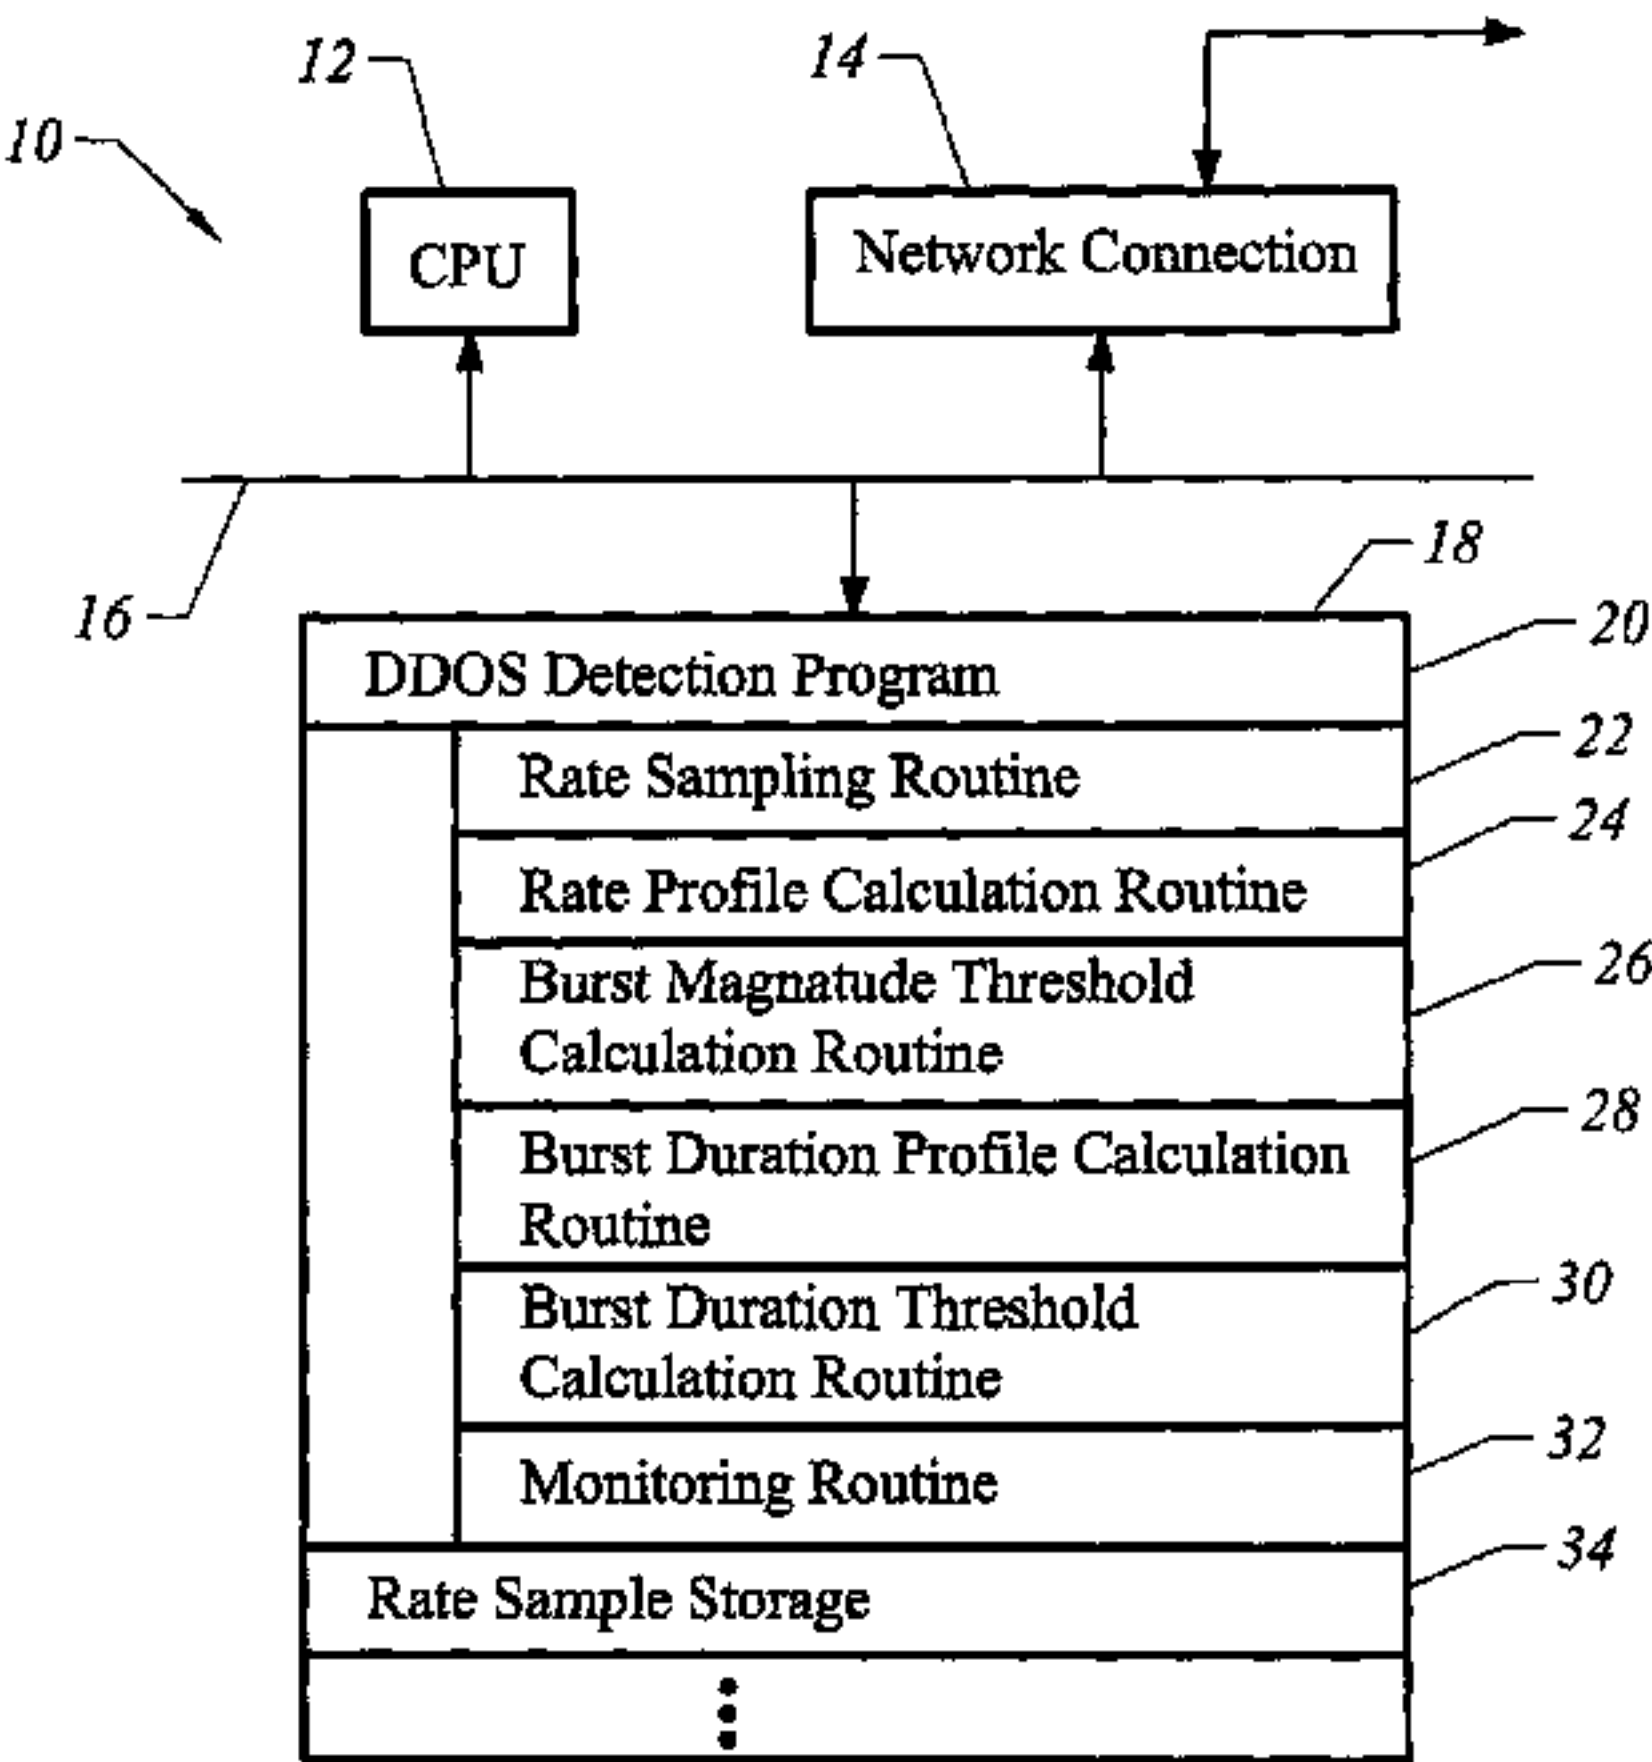 12
14
10
CPU
Network Connection
18
16
20
DDOS Detection Program
22
Rate Sampling Routine
24
Rate Profile Calculation Routine
26
Burst Magnatude Threshold
Calculation Routine
28
Burst Duration Profile Calculation
Routine
30
Burst Duration Threshold
Calculation Routine
32
Monitoring Routine
34
Rate Sample Storage